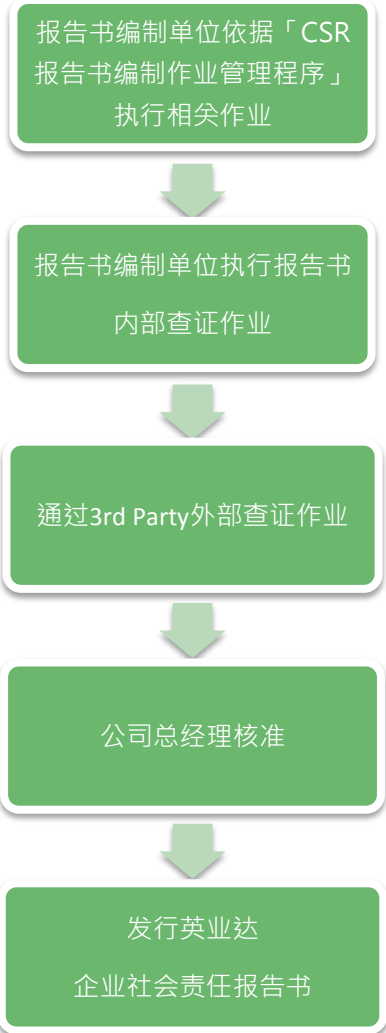 报告书编制单位依据「CSR
报告书编制作业管理程序」
执行相关作业
报告书编制单位执行报告书
内部查证作业
通过3rd Party外部查证作业
公司总经理核准
发行英业达
企业社会责任报告书